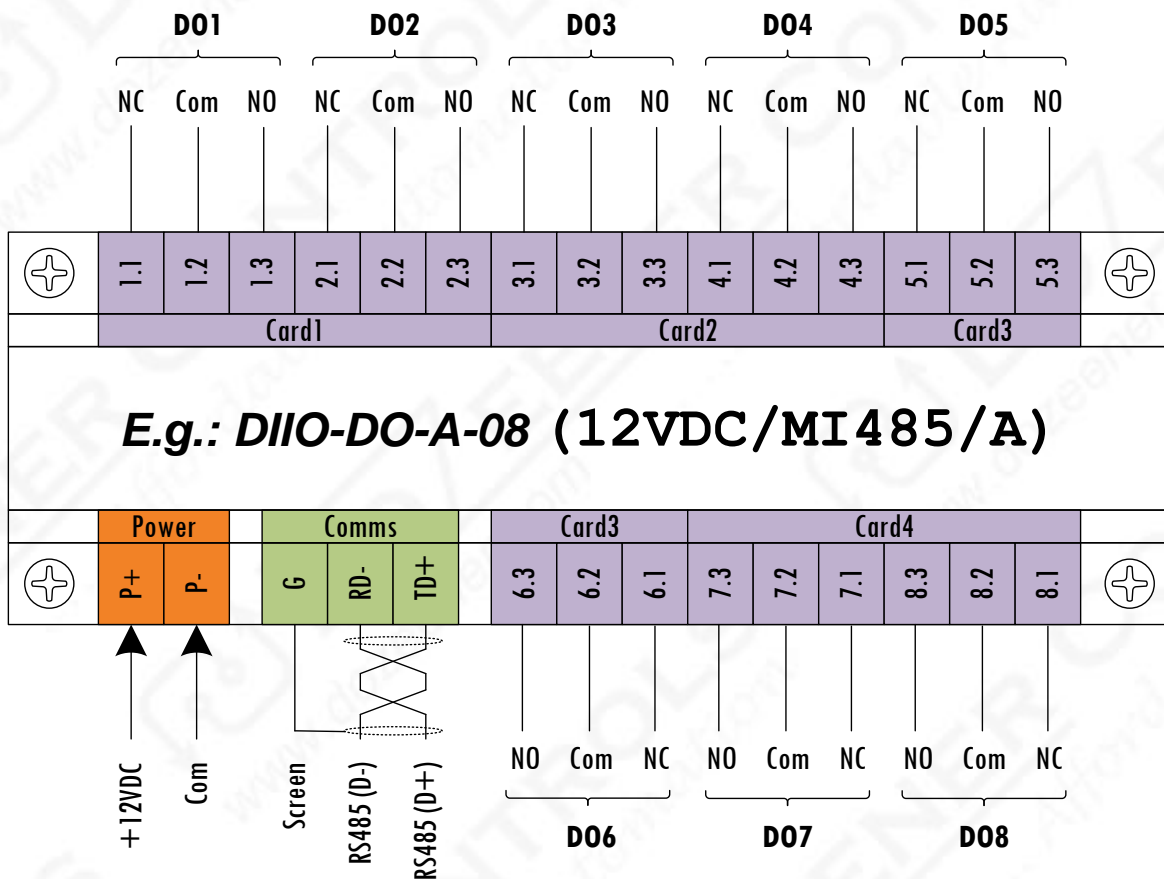 DO1 DO2 DO3 DO4 DO5
NC Com NO NC Com NO NC Com NO NC Com NO NC Com NO
1.1 1.2 1.3 2.1 2.2 2.3 3.1 3.2 3.3 4.1 4.2 4.3 5.1 5.2 5.3
Card1 Card2 Card3
E.g.: DIIO-DO-A-08 (12VDC/MI485/A)
Power Comms Card3 Card4
P+ P- G RD- TD+ 6.3 6.2 6.1 7.3 7.2 7.1 8.3 8.2 8.1
+12VDC Com Screen RS485 (D-) RS485 (D+) NO Com NC NO Com NC NO Com NC
DO6 DO7 DO8